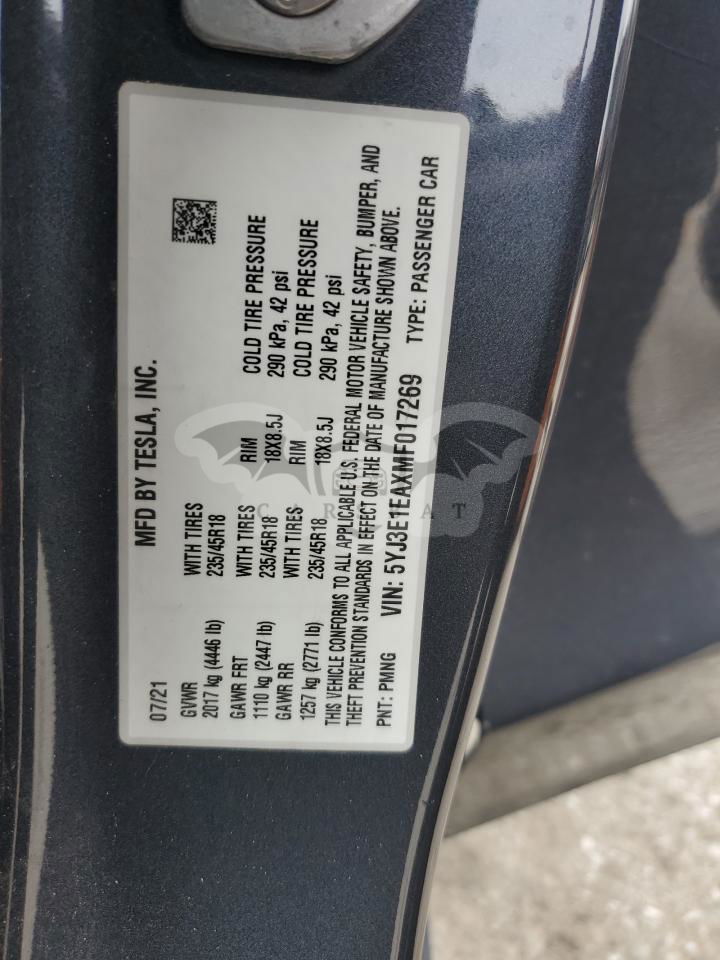 MFD BY TESLA, INC.
07/21
GVWR
2017 kg (4446 lb)
WITH TIRES
235/45R18
RIM
18X8.5J
COLD TIRE PRESSURE
290 kPa, 42 psi
GAWR FRT
1110 kg (2447 lb)
WITH TIRES
235/45R18
RIM
18X8.5J
COLD TIRE PRESSURE
290 kPa, 42 psi
GAWR RR
1257 kg (2771 lb)
WITH TIRES
235/45R18
THIS VEHICLE CONFORMS TO ALL APPLICABLE U.S. FEDERAL MOTOR VEHICLE SAFETY, BUMPER, AND
THEFT PREVENTION STANDARDS IN EFFECT ON THE DATE OF MANUFACTURE SHOWN ABOVE.
PNT: PMNG VIN: 5YJ3E1EAXMF017269 TYPE: PASSENGER CAR